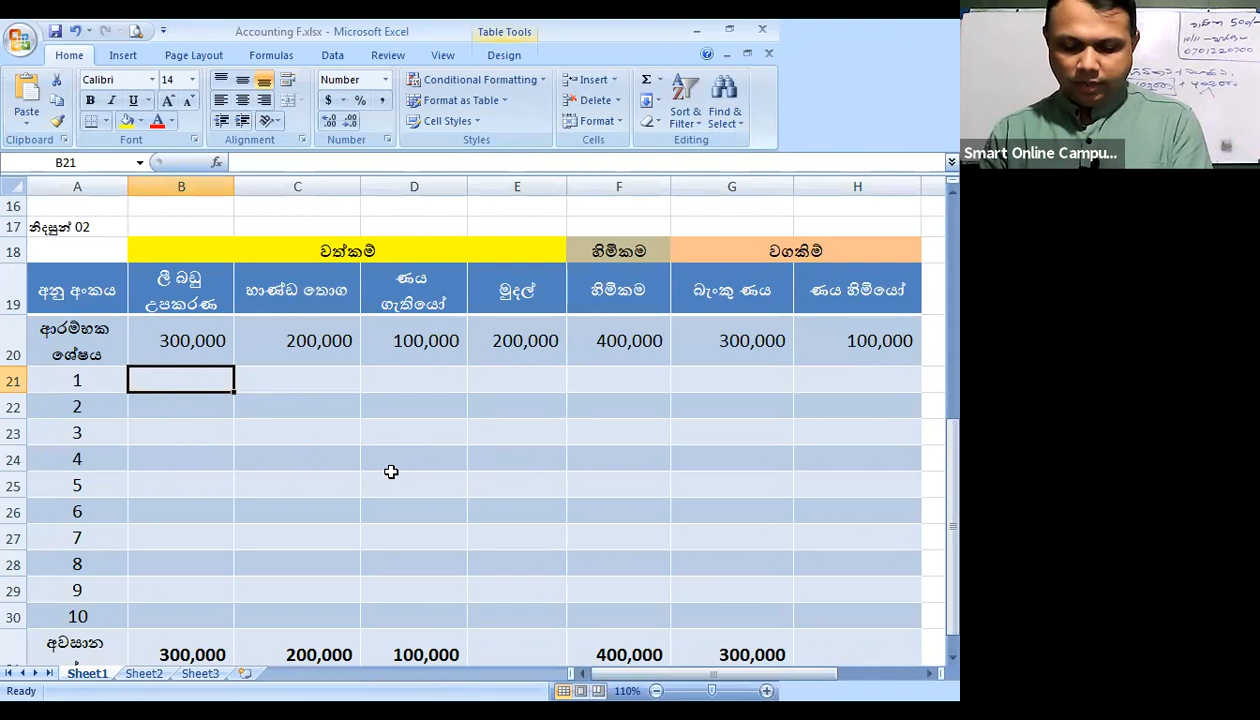 Accounting F.xlsx - Microsoft Excel
Table Tools
Home Insert Page Layout Formulas Data Review View Design
Calibri 14 Number
Conditional Formatting Insert Σ
Paste B I U A A $ % , Format as Table Delete Sort & Find &
Cell Styles Format Filter Select
Clipboard Font Alignment Number Styles Cells Editing
B21 fx
A B C D E F G H
16
17 නිදසුන් 02
18 වත්කම් හිමිකම වගකිම්
19 අනු අංකය ලී බඩු උපකරණ භාණ්ඩ තොග ණය ගැතියෝ මුදල් හිමිකම බැංකු ණය ණය හිමියෝ
20 ආරම්භක ශේෂය 300,000 200,000 100,000 200,000 400,000 300,000 100,000
21 1
22 2
23 3
24 4
25 5
26 6
27 7
28 8
29 9
30 10
අවසාන
300,000 200,000 100,000 400,000 300,000
Sheet1 Sheet2 Sheet3
Ready 110%
Smart Online Campu...
500/-
0701220700